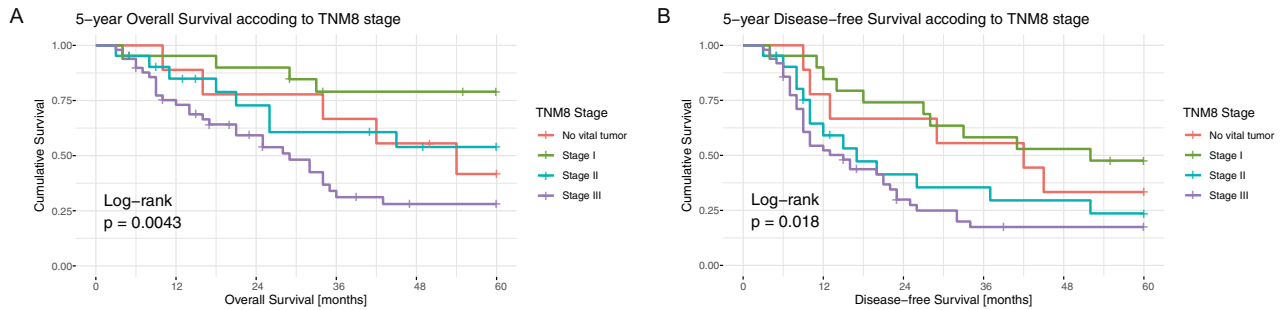 A
5−year Overall Survival accoding to TNM8 stage
1.00
0.75
0.50
0.25
0.00
Cumulative Survival
Log−rank
p = 0.0043
0 12 24 36 48 60
Overall Survival [months]
TNM8 Stage
No vital tumor
Stage I
Stage II
Stage III
B
5−year Disease−free Survival accoding to TNM8 stage
1.00
0.75
0.50
0.25
0.00
Cumulative Survival
Log−rank
p = 0.018
0 12 24 36 48 60
Disease−free Survival [months]
TNM8 Stage
No vital tumor
Stage I
Stage II
Stage III